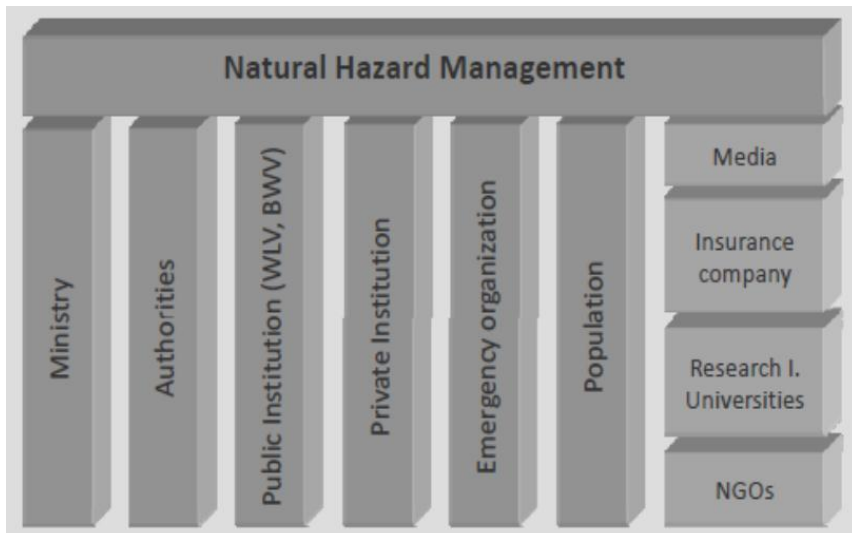 Natural Hazard Management
Ministry
Authorities
Public Institution (WLV, BWV)
Private Institution
Emergency organization
Population
Media
Insurance
company
Research I.
Universities
NGOs